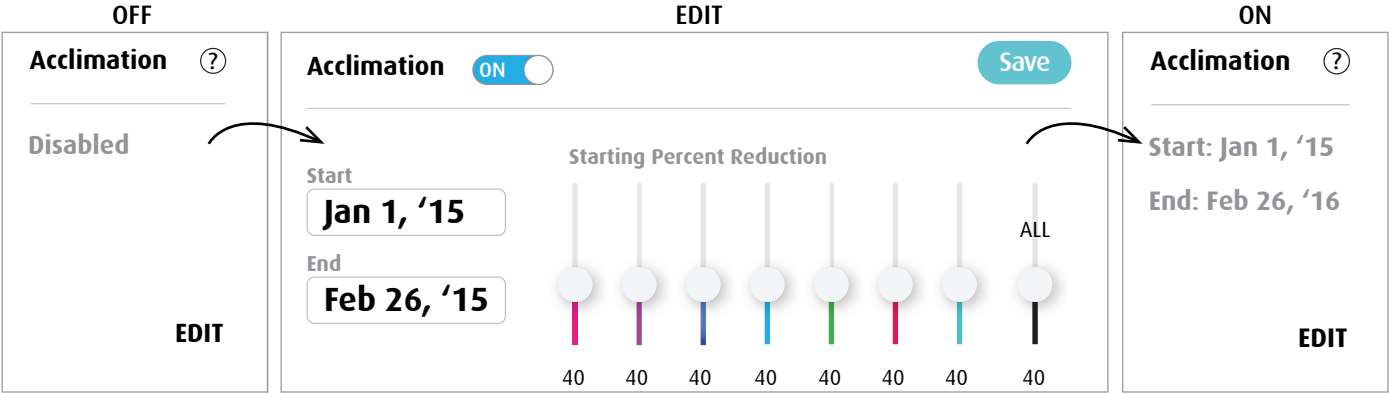 OFF
Acclimation ?
Disabled
EDIT
EDIT
Acclimation ON Save
Starting Percent Reduction
Start
Jan 1, ‘15
End
Feb 26, ‘15
ALL
40 40 40 40 40 40 40 40
ON
Acclimation ?
Start: Jan 1, ‘15
End: Feb 26, ‘16
EDIT